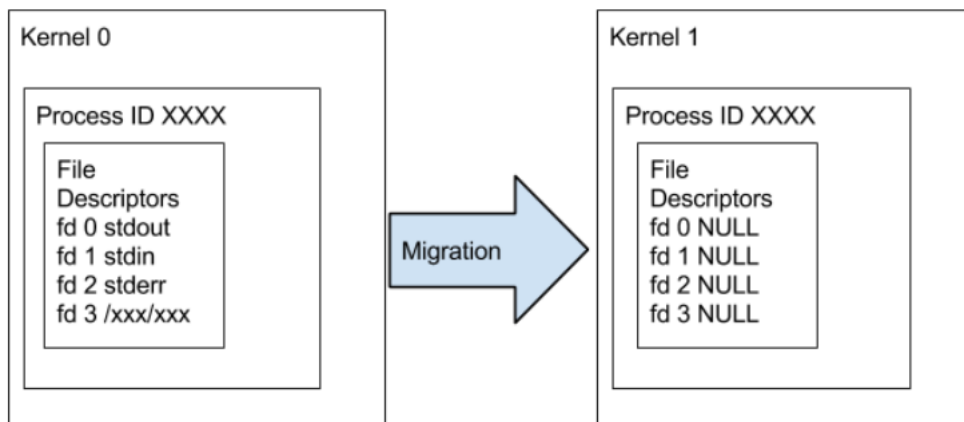 Kernel 0
Process ID XXXX
File
Descriptors
fd 0 stdout
fd 1 stdin
fd 2 stderr
fd 3 /xxx/xxx
Migration
Kernel 1
Process ID XXXX
File
Descriptors
fd 0 NULL
fd 1 NULL
fd 2 NULL
fd 3 NULL